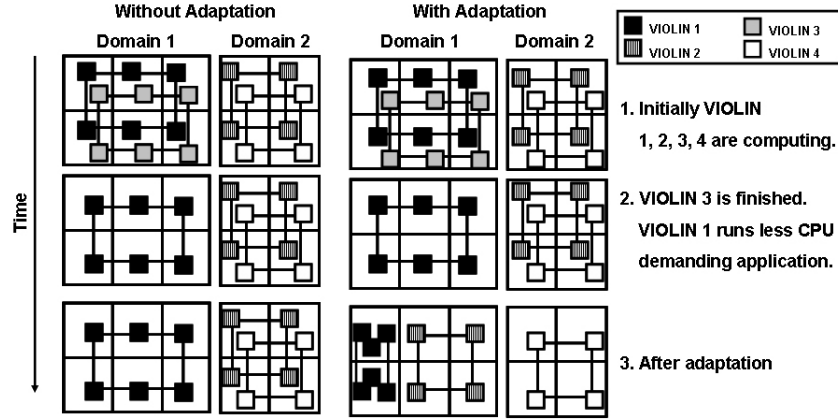 Without Adaptation
With Adaptation
Domain 1
Domain 2
Domain 1
Domain 2
VIOLIN 1
VIOLIN 3
VIOLIN 2
VIOLIN 4
Time
1. Initially VIOLIN
1, 2, 3, 4 are computing.
2. VIOLIN 3 is finished.
VIOLIN 1 runs less CPU
demanding application.
3. After adaptation